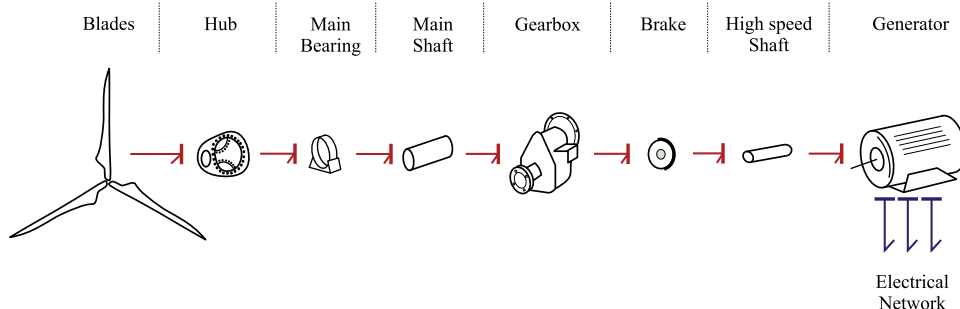 Blades
Hub
Main
Bearing
Main
Shaft
Gearbox
Brake
High speed
Shaft
Generator
Electrical
Network